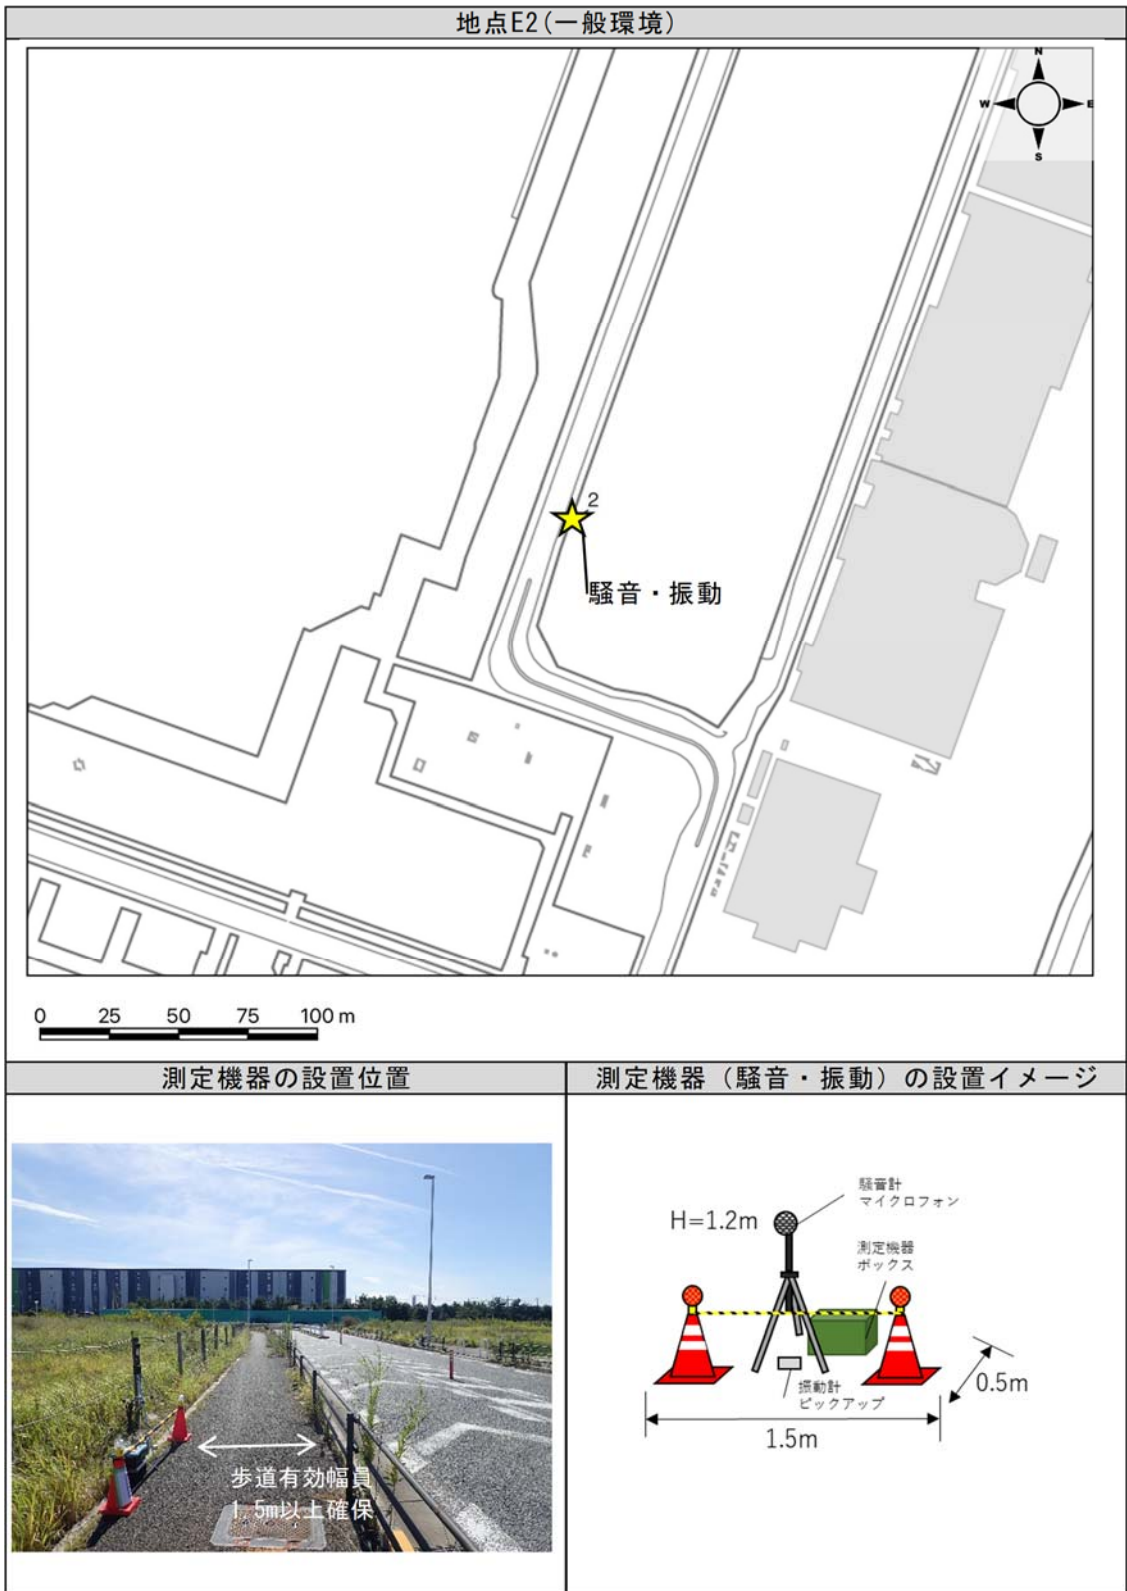 地点E2(一般環境)
N
W E
S
2
騒音・振動
0 25 50 75 100 m
測定機器の設置位置
測定機器（騒音・振動）の設置イメージ
歩道有効幅員
1.5m以上確保
騒音計
マイクロフォン
H=1.2m
測定機器
ボックス
振動計
ピックアップ
0.5m
1.5m